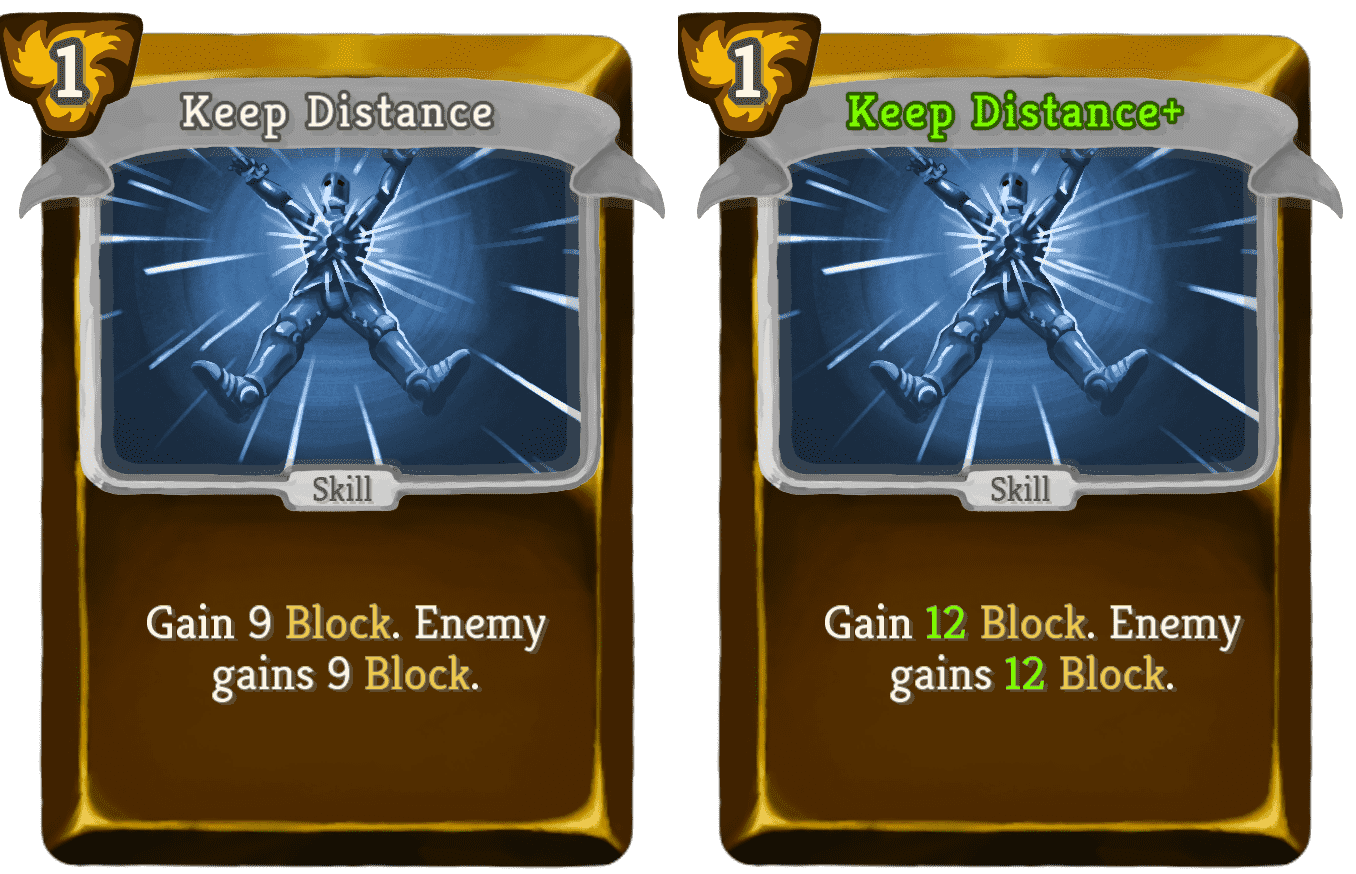 1
Keep Distance
Skill
Gain 9 Block. Enemy
gains 9 Block.
1
Keep Distance+
Skill
Gain 12 Block. Enemy
gains 12 Block.